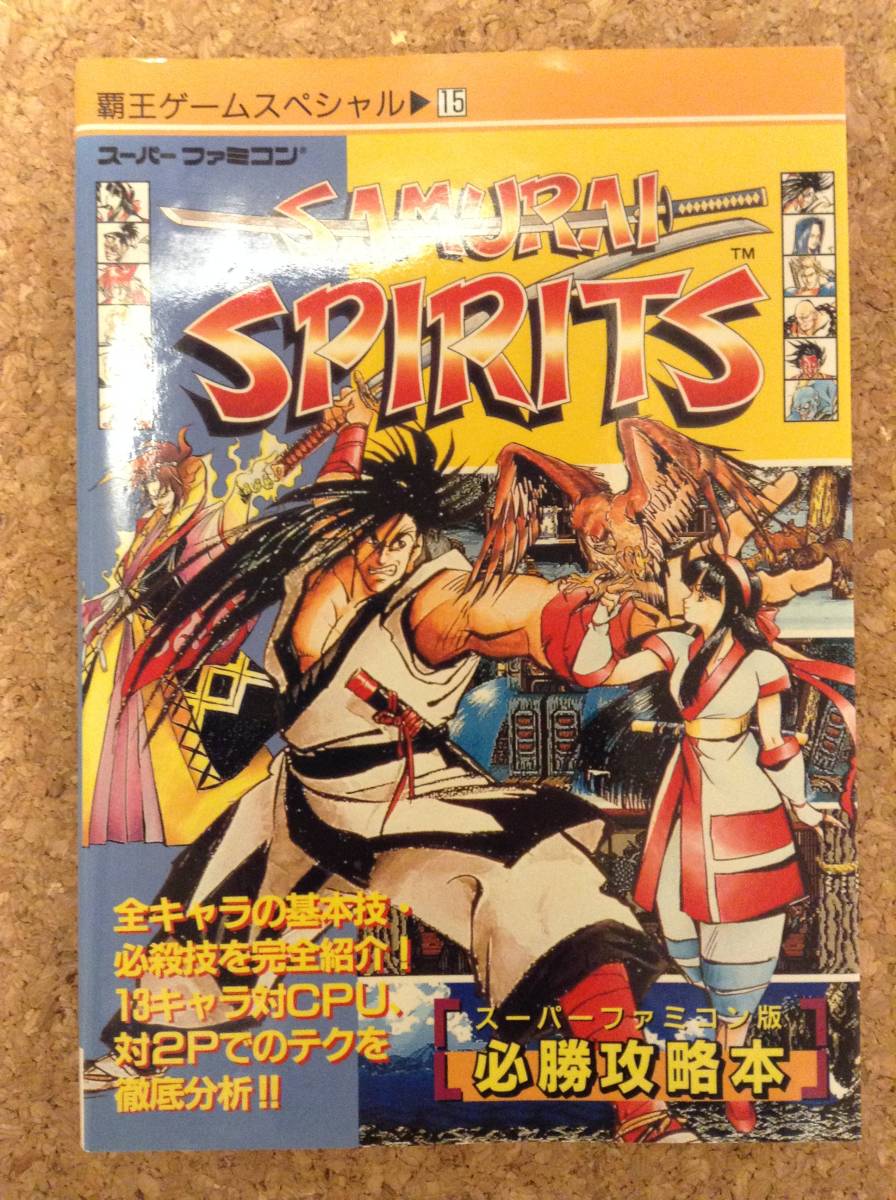 覇王ゲームスペシャル▶15
スーパーファミコン®
SAMURAI
SPIRITS™
全キャラの基本技・
必殺技を完全紹介!
13キャラ対CPU、
対2Pでのテクを
徹底分析!!
スーパーファミコン版
必勝攻略本